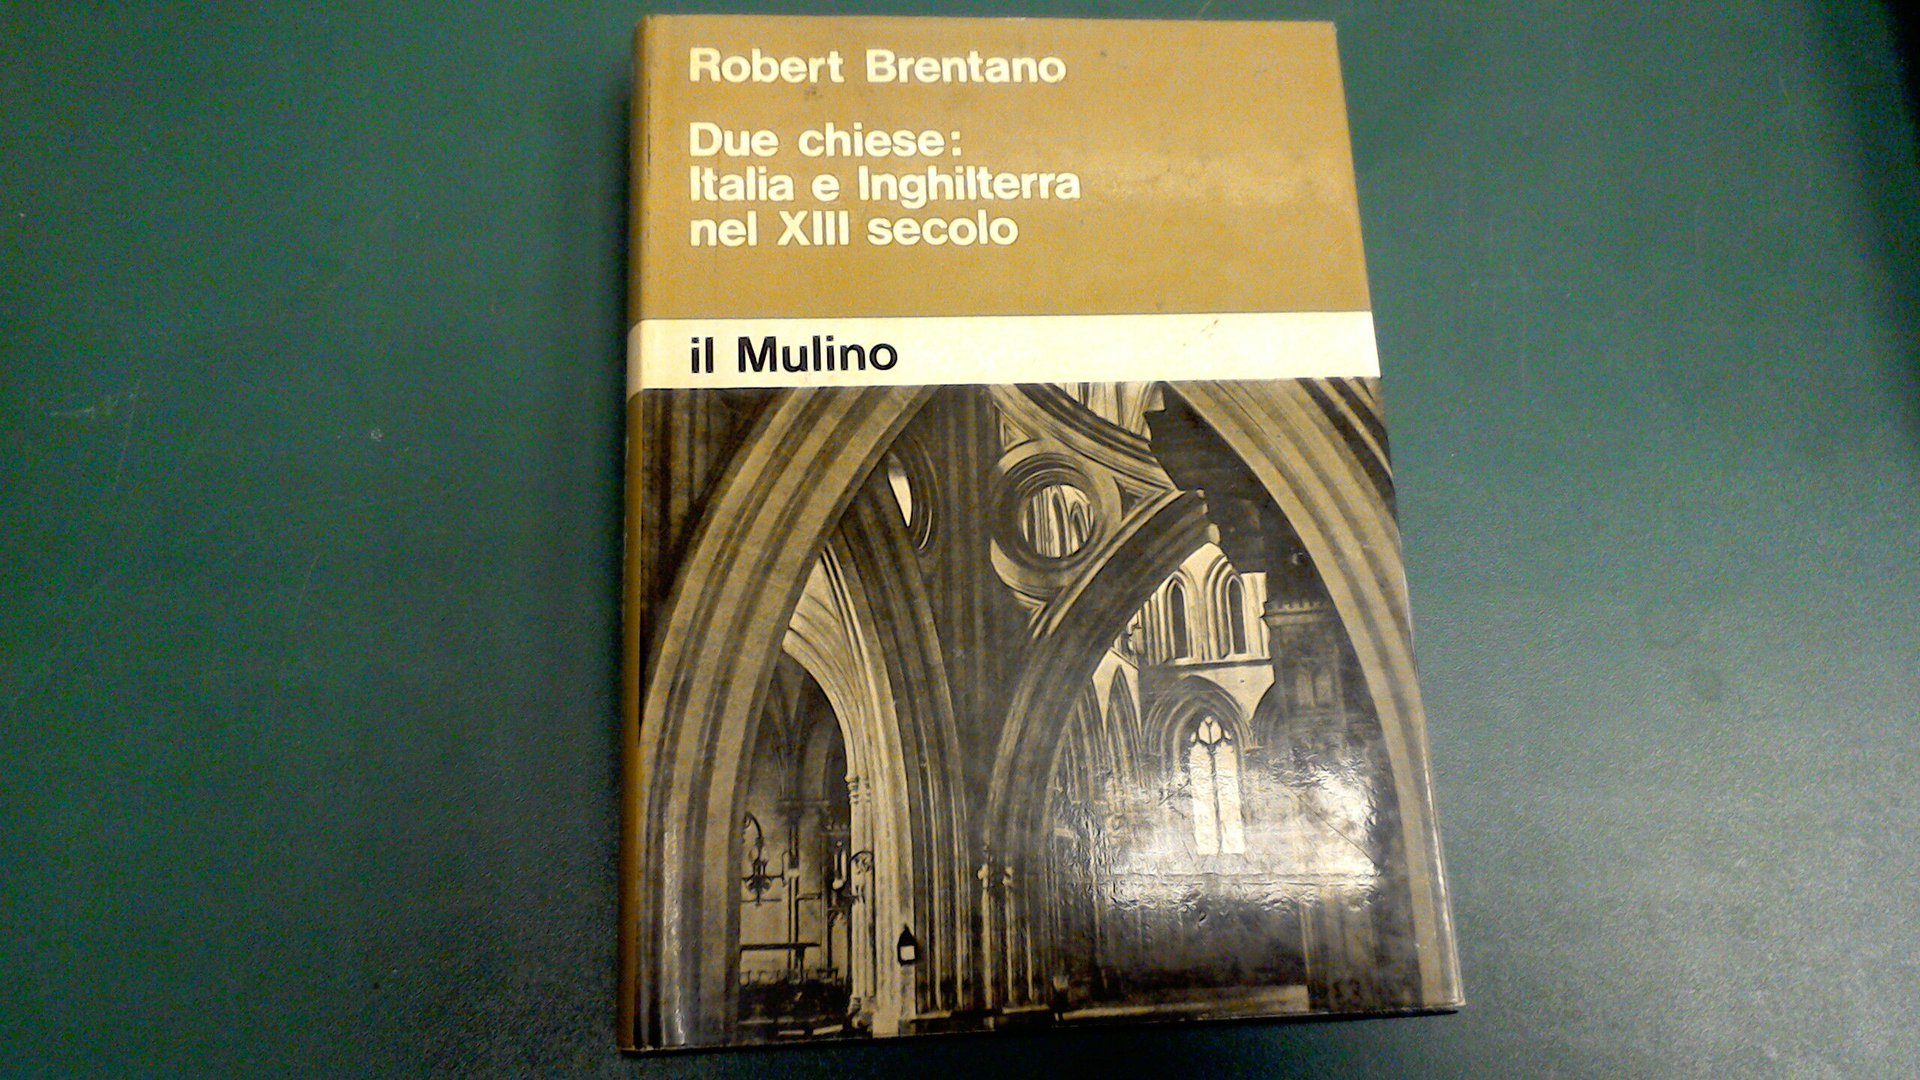 Robert Brentano
Due chiese:
Italia e Inghilterra
nel XIII secolo
il Mulino